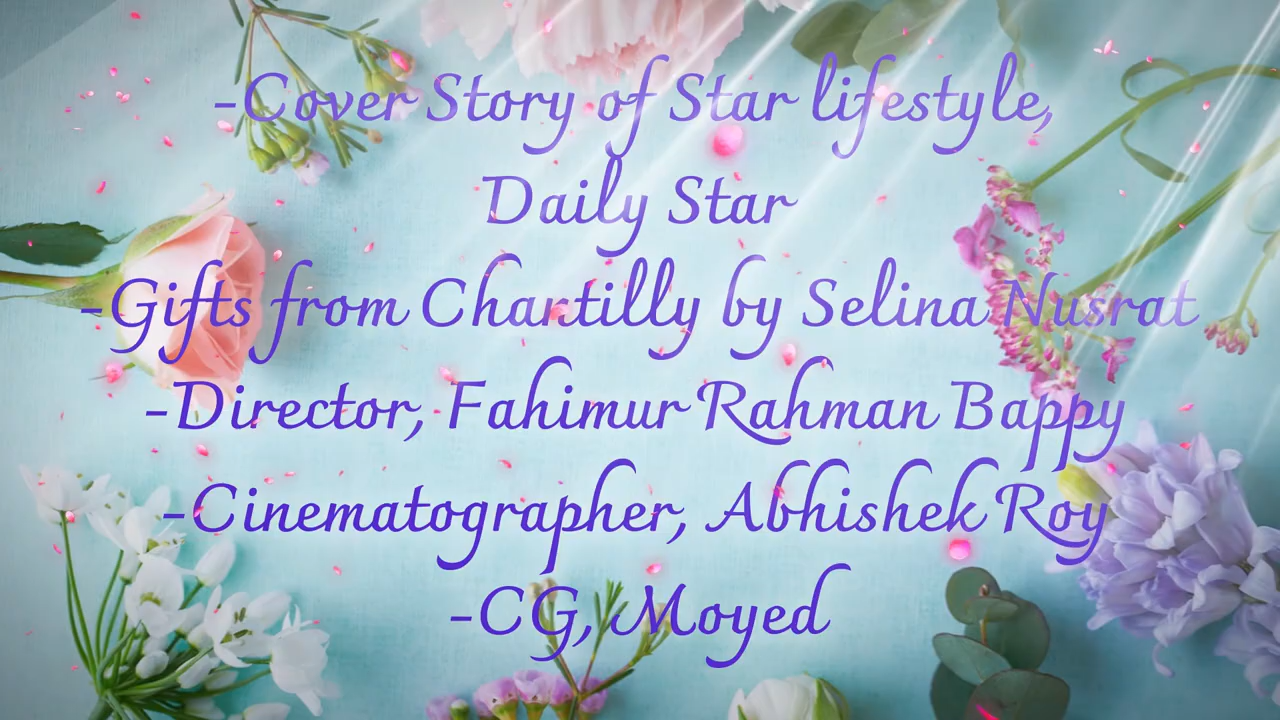 -Cover Story of Star lifestyle,
Daily Star
-Gifts from Chantilly by Selina Nusrat
-Director, Fahimur Rahman Bappy
-Cinematographer, Abhishek Roy
-CG, Moyed